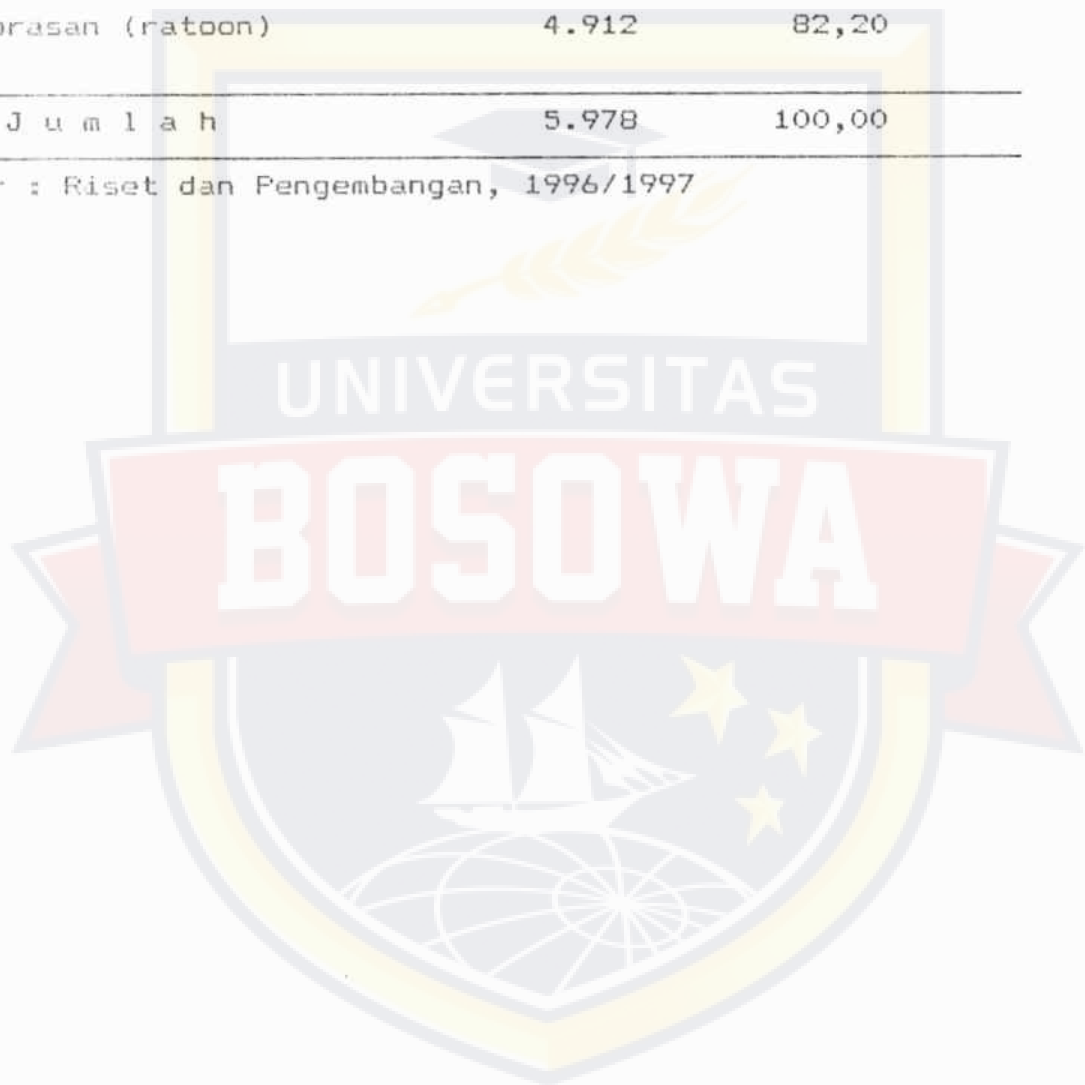 orasan (ratoon) 4.912 82,20
J u m l a h 5.978 100,00
: Riset dan Pengembangan, 1996/1997
UNIVERSITAS
BOSOWA